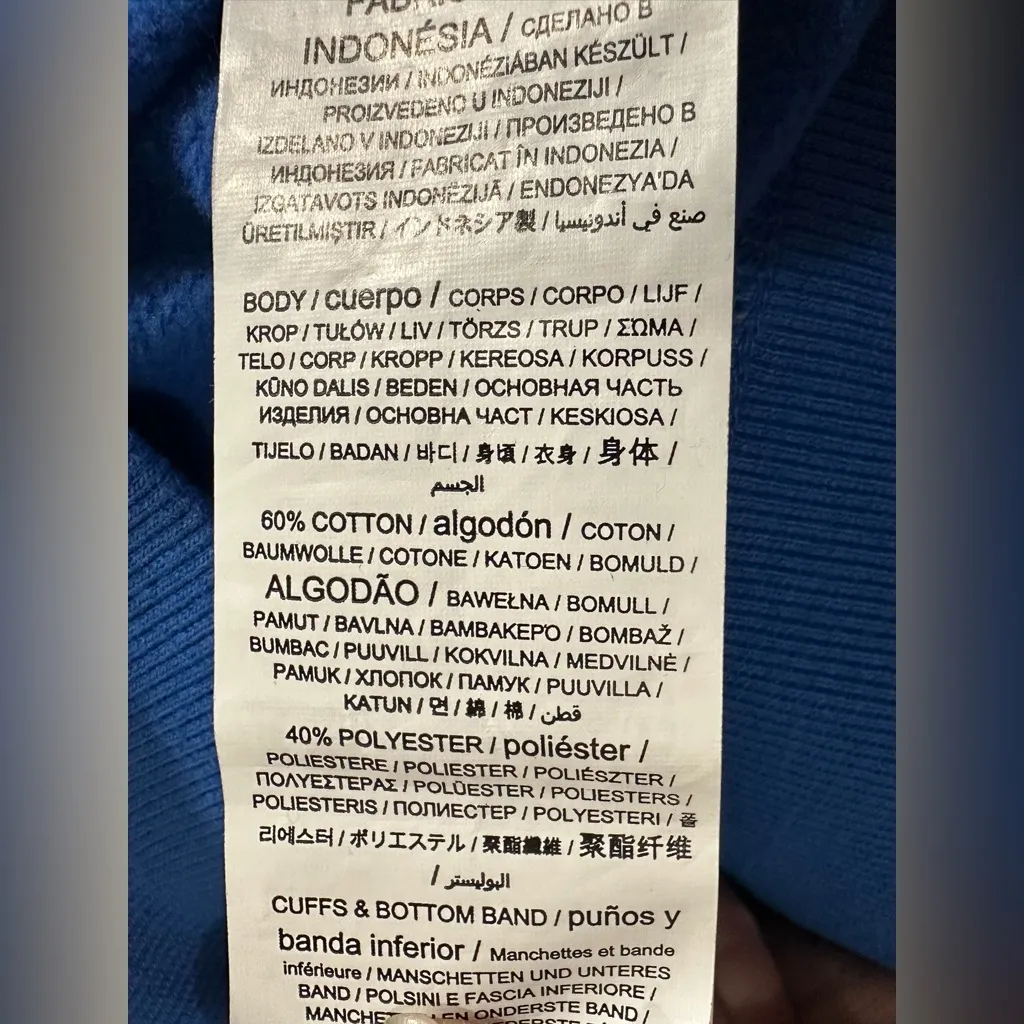 INDONÉSIA / СДЕЛАНО В
ИНДОНЕЗИИ / INDONÉZIÁBAN KÉSZÜLT /
PROIZVEDENO U INDONEZIJI /
IZDELANO V INDONEZIJI / ПРОИЗВЕДЕНО В
ИНДОНЕЗИЯ / FABRICAT ÎN INDONEZIA /
IZGATAVOTS INDONĒZIJĀ / ENDONEZYA'DA
ÜRETILMIŞTIR / インドネシア製 / صنع في أندونيسيا
BODY / cuerpo / CORPS / CORPO / LIJF /
KROP / TUŁÓW / LIV / TÖRZS / TRUP / ΣΏΜΑ /
TELO / CORP / KROPP / KEREOSA / KORPUSS /
KŪNO DALIS / BEDEN / ОСНОВНАЯ ЧАСТЬ
ИЗДЕЛИЯ / ОСНОВНА ЧАСТ / KESKIOSA /
TIJELO / BADAN / 바디 / 身頃 / 衣身 / 身体 /
الجسم
60% COTTON / algodón / COTON /
BAUMWOLLE / COTONE / KATOEN / BOMULD /
ALGODÃO / BAWEŁNA / BOMULL /
PAMUT / BAVLNA / ΒΑΜΒΑΚΕΡΌ / BOMBAŽ /
BUMBAC / PUUVILL / KOKVILNA / MEDVILNĖ /
PAMUK / ХЛОПОК / ПАМУК / PUUVILLA /
KATUN / 면 / 綿 / 棉 / قطن
40% POLYESTER / poliéster /
POLIESTERE / POLIESTER / POLIÉSZTER /
ΠΟΛΥΕΣΤΕΡΑΣ / POLÜESTER / POLIESTERS /
POLIESTERIS / ПОЛИЕСТЕР / POLYESTERI / 폴
리에스터 / ポリエステル / 聚酯纖維 / 聚酯纤维
/ البوليستر
CUFFS & BOTTOM BAND / puños y
banda inferior / Manchettes et bande
inférieure / MANSCHETTEN UND UNTERES
BAND / POLSINI E FASCIA INFERIORE /
EN ONDERSTE BAND /